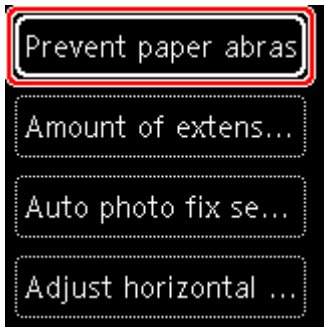 Prevent paper abras
Amount of extens...
Auto photo fix se...
Adjust horizontal ...